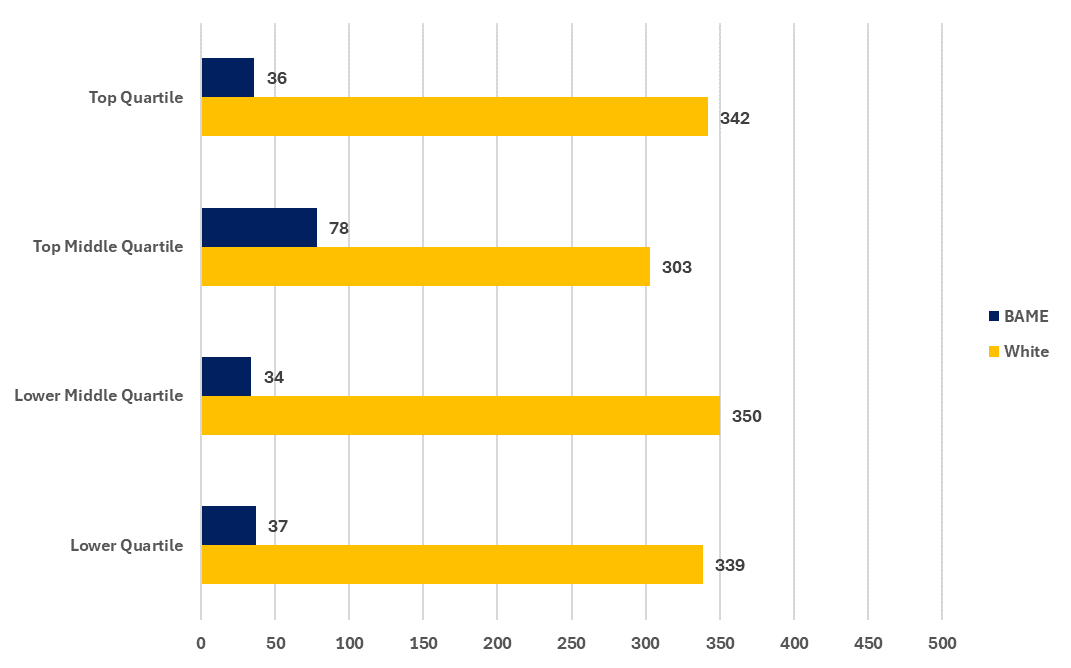 Top Quartile
36
342
Top Middle Quartile
78
303
Lower Middle Quartile
34
350
Lower Quartile
37
339
BAME
White
0 50 100 150 200 250 300 350 400 450 500